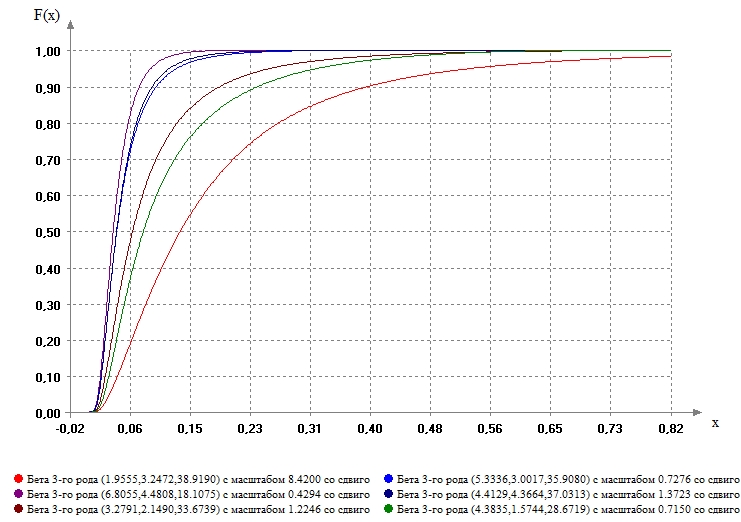 F(x)
1,00
0,90
0,80
0,70
0,60
0,50
0,40
0,30
0,20
0,10
0,00
-0,02 0,06 0,15 0,23 0,31 0,40 0,48 0,56 0,65 0,73 0,82
x
Бета 3-го рода (1.9555,3.2472,38.9190) с масштабом 8.4200 со сдвиго
Бета 3-го рода (5.3336,3.0017,35.9080) с масштабом 0.7276 со сдвиго
Бета 3-го рода (6.8055,4.4808,18.1075) с масштабом 0.4294 со сдвиго
Бета 3-го рода (4.4129,4.3664,37.0313) с масштабом 1.3723 со сдвиго
Бета 3-го рода (3.2791,2.1490,33.6739) с масштабом 1.2246 со сдвиго
Бета 3-го рода (4.3835,1.5744,28.6719) с масштабом 0.7150 со сдвиго